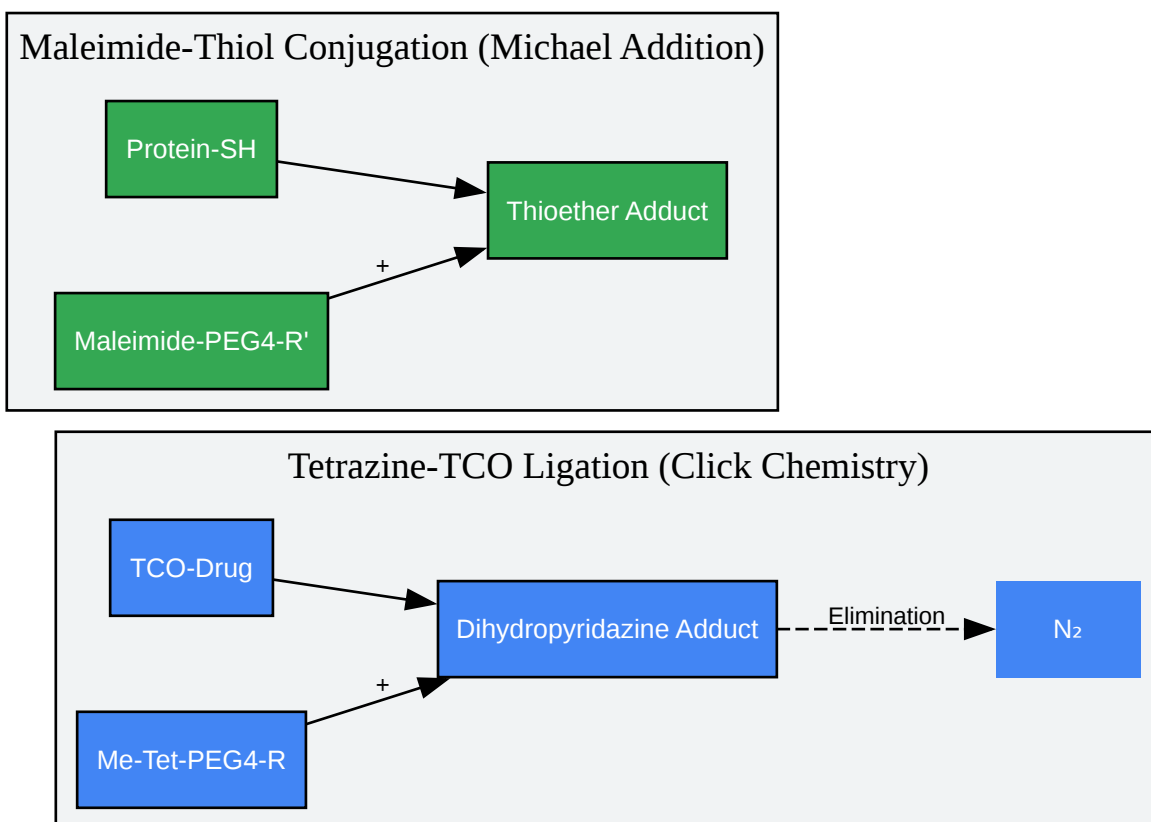 Maleimide-Thiol Conjugation (Michael Addition)
Protein-SH
Thioether Adduct
+
Maleimide-PEG4-R'
Tetrazine-TCO Ligation (Click Chemistry)
TCO-Drug
Dihydropyridazine Adduct
Elimination
N₂
+
Me-Tet-PEG4-R